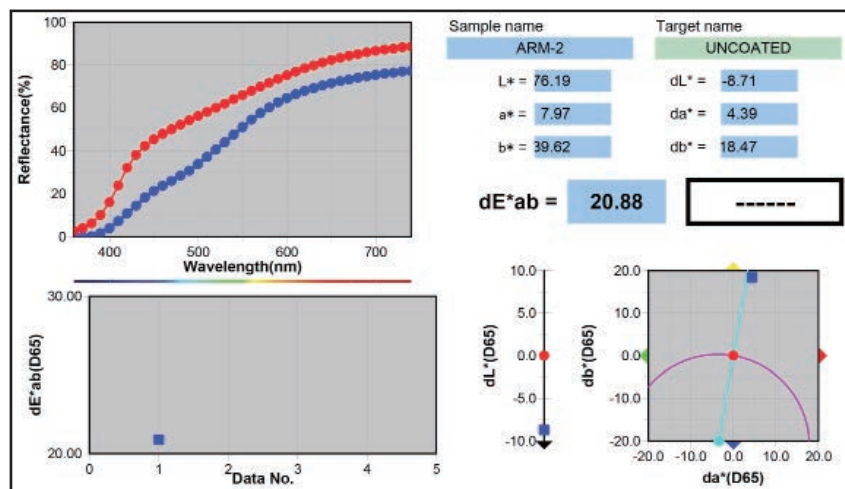 Sample name
Target name
ARM-2
UNCOATED
L* = 76.19
dL* = -8.71
a* = 7.97
da* = 4.39
b* = 39.62
db* = 18.47
dE*ab = 20.88
------
Reflectance(%)
100
80
60
40
20
0
400 500 600 700
Wavelength(nm)
dE*ab(D65)
30.00
20.00
0 1 2 3 4 5
Data No.
dL*(D65)
10.0
5.0
0.0
-5.0
-10.0
db*(D65)
20.0
10.0
0.0
-10.0
-20.0
-20.0 -10.0 0.0 10.0 20.0
da*(D65)